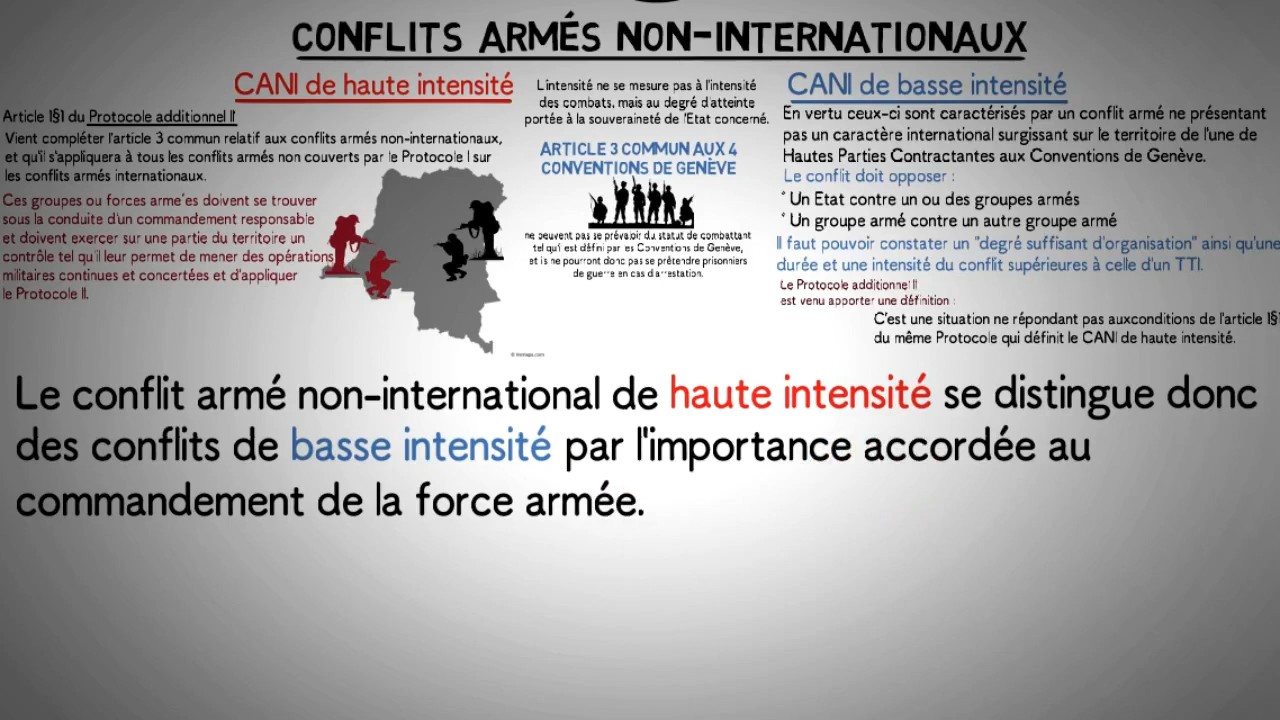 CONFLITS ARMÉS NON-INTERNATIONAUX
CANI de haute intensité
Article 1§1 du Protocole additionnel II
Vient compléter l'article 3 commun relatif aux conflits armés non-internationaux,
et qu'il s'appliquera à tous les conflits armés non couverts par le Protocole I sur
les conflits armés internationaux.
Ces groupes ou forces arme'es doivent se trouver
sous la conduite d'un commandement responsable
et doivent exercer sur une partie du territoire un
contrôle tel qu'il leur permet de mener des opérations
militaires continues et concertées et d'appliquer
le Protocole II.
L'intensité ne se mesure pas à l'intensité
des combats, mais au degré d'atteinte
portée à la souveraineté de l'Etat concerné.
ARTICLE 3 COMMUN AUX 4
CONVENTIONS DE GENÈVE
ne peuvent pas se prévaloir du statut de combattant
tel qu'il est défini par les Conventions de Genève,
et ils ne pourront donc pas se prétendre prisonniers
de guerre en cas d'arrestation.
CANI de basse intensité
En vertu ceux-ci sont caractérisés par un conflit armé ne présentant
pas un caractère international surgissant sur le territoire de l'une de
Hautes Parties Contractantes aux Conventions de Genève.
Le conflit doit opposer :
* Un Etat contre un ou des groupes armés
* Un groupe armé contre un autre groupe armé
Il faut pouvoir constater un "degré suffisant d'organisation" ainsi qu'une
durée et une intensité du conflit supérieures à celle d'un TTI.
Le Protocole additionnel II
est venu apporter une définition :
C'est une situation ne répondant pas auxconditions de l'article 1§1
du même Protocole qui définit le CANI de haute intensité.
Le conflit armé non-international de haute intensité se distingue donc
des conflits de basse intensité par l'importance accordée au
commandement de la force armée.